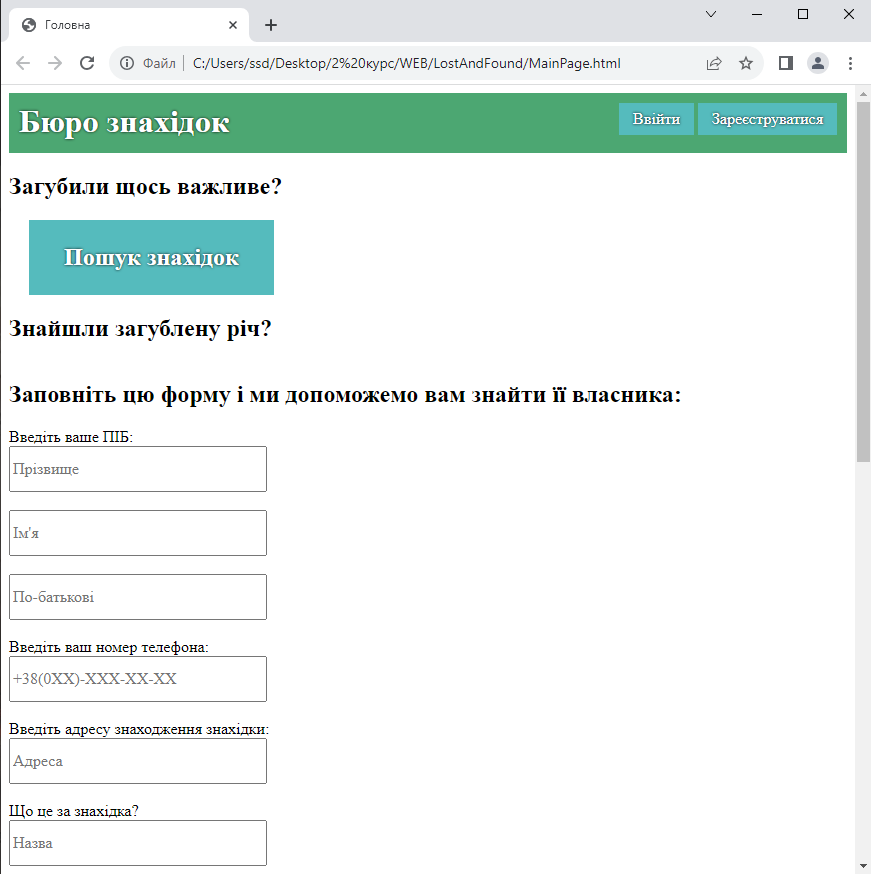 Головна
Файл C:/Users/ssd/Desktop/2%20курс/WEB/LostAndFound/MainPage.html
Бюро знахідок
Ввійти Зареєструватися
Загубили щось важливе?
Пошук знахідок
Знайшли загублену річ?
Заповніть цю форму і ми допоможемо вам знайти її власника:
Введіть ваше ПІБ:
Прізвище
Ім'я
По-батькові
Введіть ваш номер телефона:
+38(0XX)-XXX-XX-XX
Введіть адресу знаходження знахідки:
Адреса
Що це за знахідка?
Назва